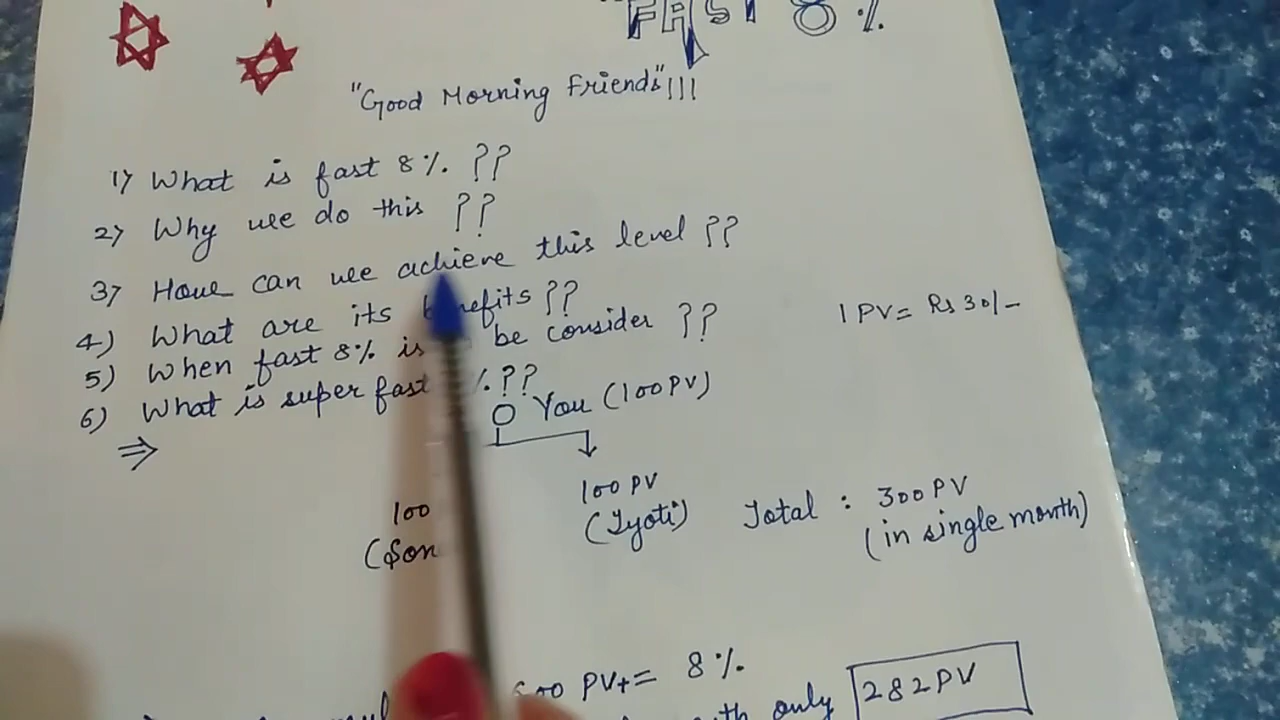 "FAST 8%
"Good Morning Friends"!!!
1) What is fast 8%. ??
2) Why we do this ??
3) How can we achieve this level ??
4) What are its benefits ??
5) When fast 8% is be consider ??
6) What is super fast %. ??
1 PV = Rs 30/-
⇒
You (100 PV)
100
100 PV
(Jyoti)
Total : 300 PV
(in single month)
PV+ = 8%.
only 282 PV